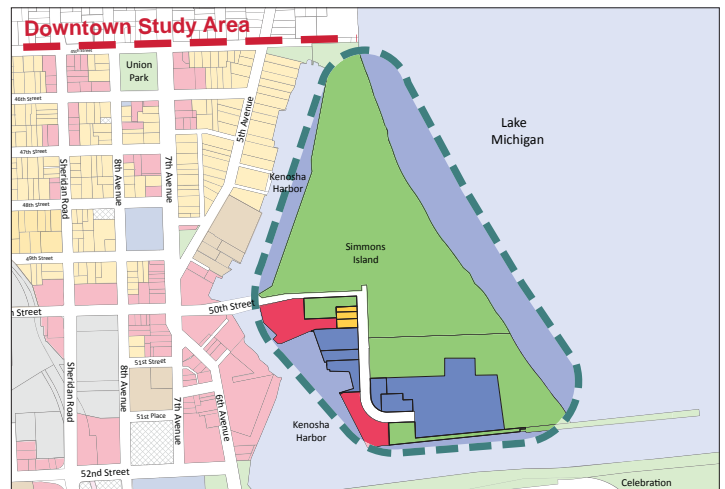 Downtown Study Area
Union
Park
46th Street
5th Avenue
Lake
Michigan
47th Street
Sheridan Road
8th Avenue
7th Avenue
Kenosha
Harbor
48th Street
Simmons
Island
49th Street
50th Street
n Street
51st Street
Sheridan Road
8th Avenue
7th Avenue
6th Avenue
51st Place
Kenosha
Harbor
52nd Street
Celebration